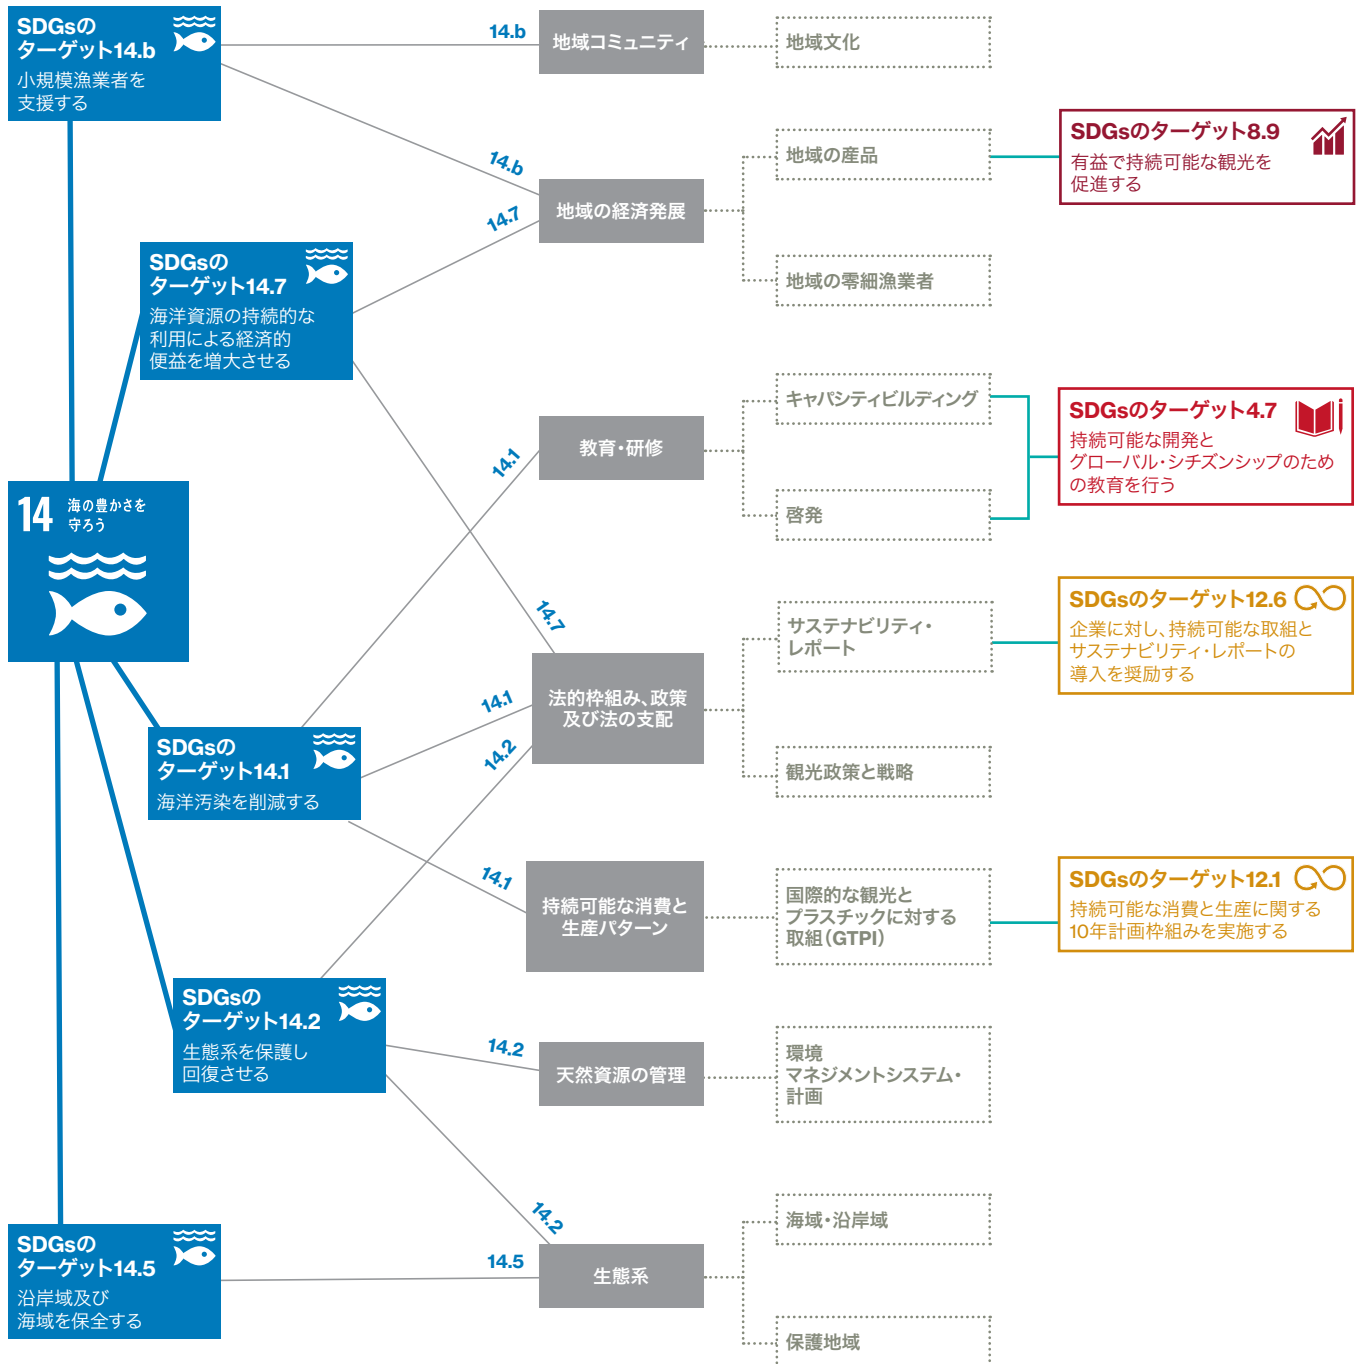 SDGsの
ターゲット14.b
小規模漁業者を
支援する
14.b
地域コミュニティ
地域文化
14.b
14.7
地域の経済発展
地域の産品
地域の零細漁業者
SDGsのターゲット8.9
有益で持続可能な観光を
促進する
SDGsの
ターゲット14.7
海洋資源の持続的な
利用による経済的
便益を増大させる
14.1
教育・研修
キャパシティビルディング
啓発
SDGsのターゲット4.7
持続可能な開発と
グローバル・シチズンシップのため
の教育を行う
14 海の豊かさを
守ろう
14.7
14.1
14.2
法的枠組み、政策
及び法の支配
サステナビリティ・
レポート
観光政策と戦略
SDGsのターゲット12.6
企業に対し、持続可能な取組と
サステナビリティ・レポートの
導入を奨励する
SDGsの
ターゲット14.1
海洋汚染を削減する
14.1
持続可能な消費と
生産パターン
国際的な観光と
プラスチックに対する
取組（GTPI）
SDGsのターゲット12.1
持続可能な消費と生産に関する
10年計画枠組みを実施する
SDGsの
ターゲット14.2
生態系を保護し
回復させる
14.2
天然資源の管理
環境
マネジメントシステム・
計画
14.2
14.5
生態系
海域・沿岸域
保護地域
SDGsの
ターゲット14.5
沿岸域及び
海域を保全する